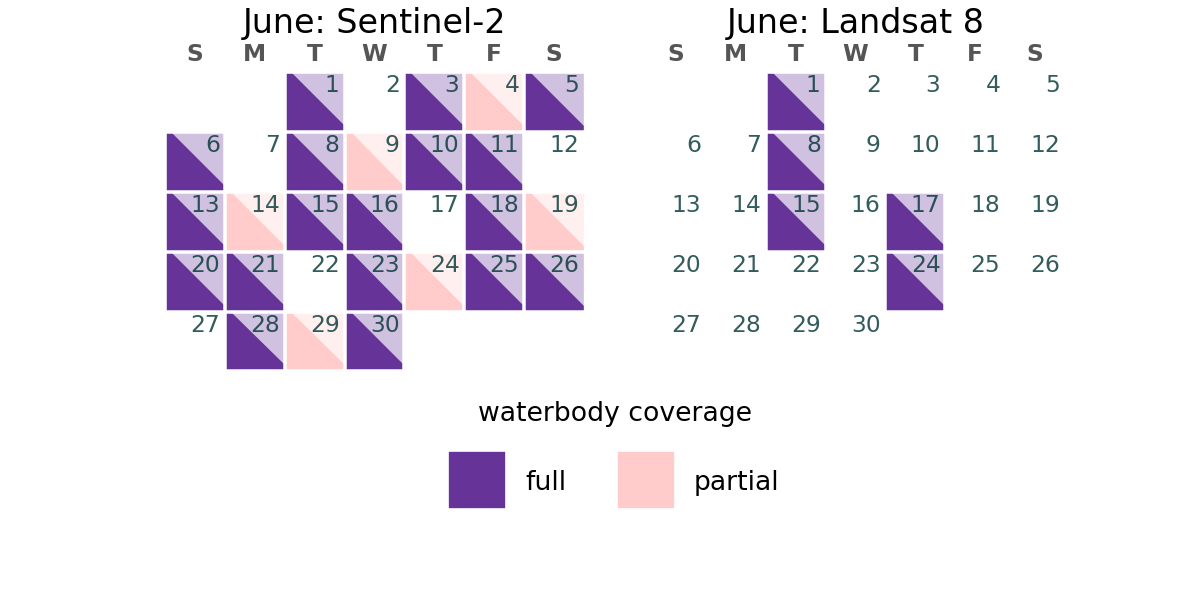 June: Sentinel-2
S M T W T F S
1 2 3 4 5
6 7 8 9 10 11 12
13 14 15 16 17 18 19
20 21 22 23 24 25 26
27 28 29 30
June: Landsat 8
S M T W T F S
1 2 3 4 5
6 7 8 9 10 11 12
13 14 15 16 17 18 19
20 21 22 23 24 25 26
27 28 29 30
waterbody coverage
full partial